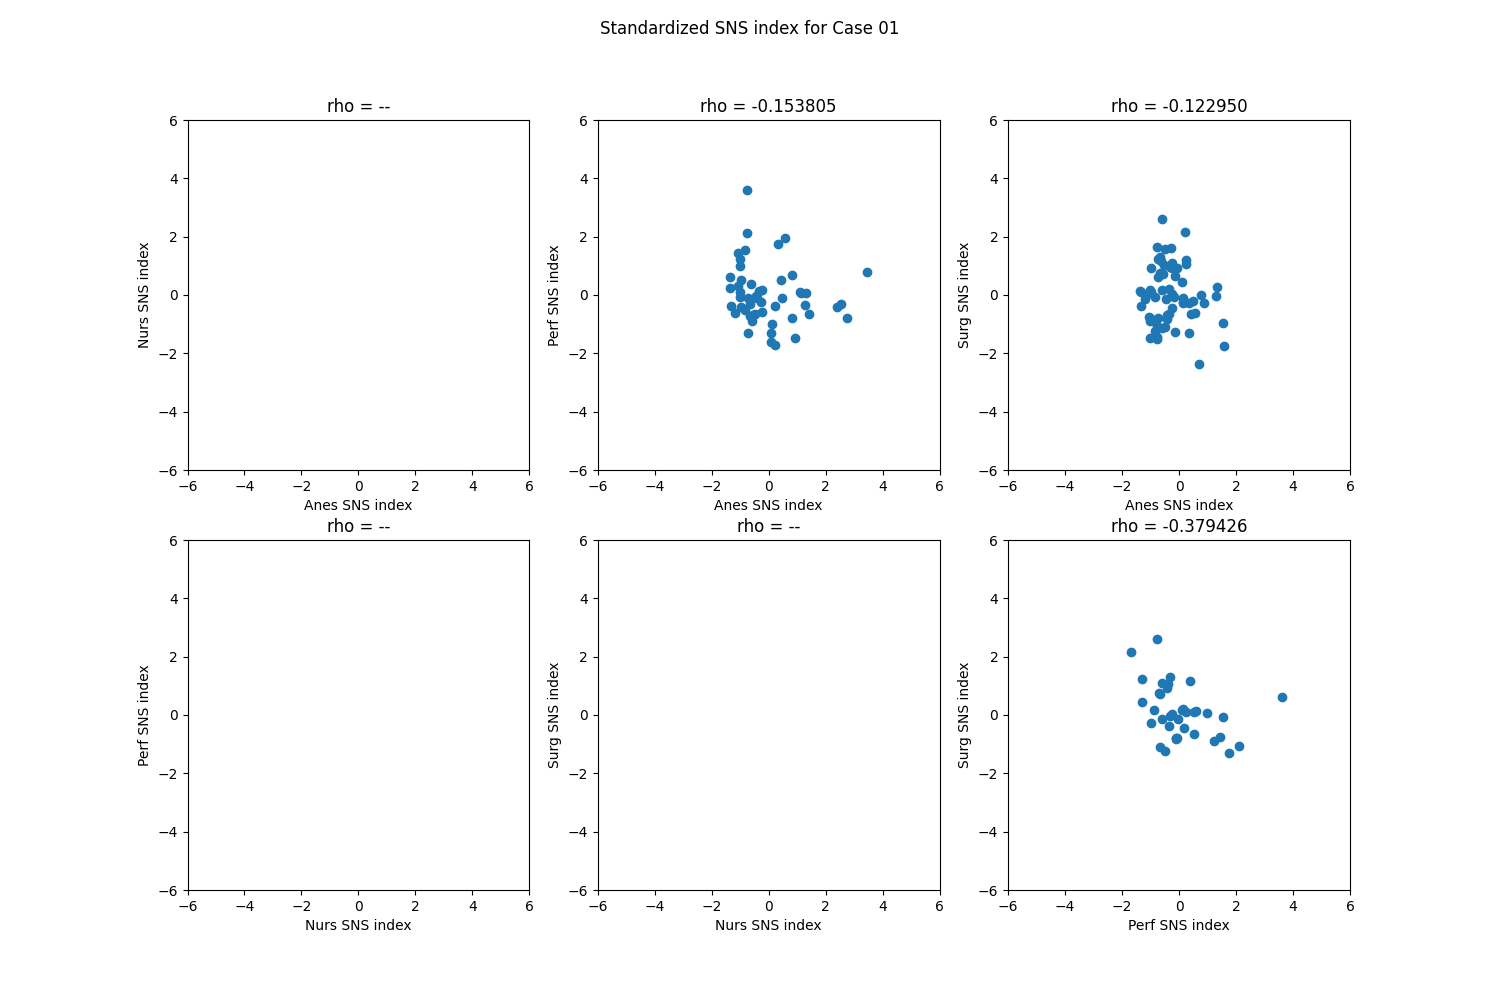 Standardized SNS index for Case 01
rho = --
6
4
2
0
−2
−4
−6
−6 −4 −2 0 2 4 6
Nurs SNS index
Anes SNS index
rho = -0.153805
6
4
2
0
−2
−4
−6
−6 −4 −2 0 2 4 6
Perf SNS index
Anes SNS index
rho = -0.122950
6
4
2
0
−2
−4
−6
−6 −4 −2 0 2 4 6
Surg SNS index
Anes SNS index
rho = --
6
4
2
0
−2
−4
−6
−6 −4 −2 0 2 4 6
Perf SNS index
Nurs SNS index
rho = --
6
4
2
0
−2
−4
−6
−6 −4 −2 0 2 4 6
Surg SNS index
Nurs SNS index
rho = -0.379426
6
4
2
0
−2
−4
−6
−6 −4 −2 0 2 4 6
Surg SNS index
Perf SNS index